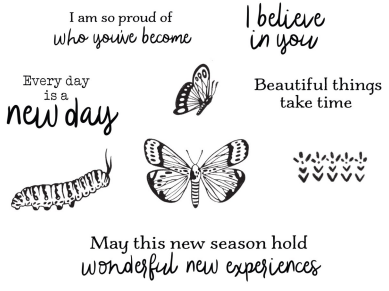 I am so proud of
who you've become
I believe
in you
Every day
is a
new day
Beautiful things
take time
May this new season hold
wonderful new experiences